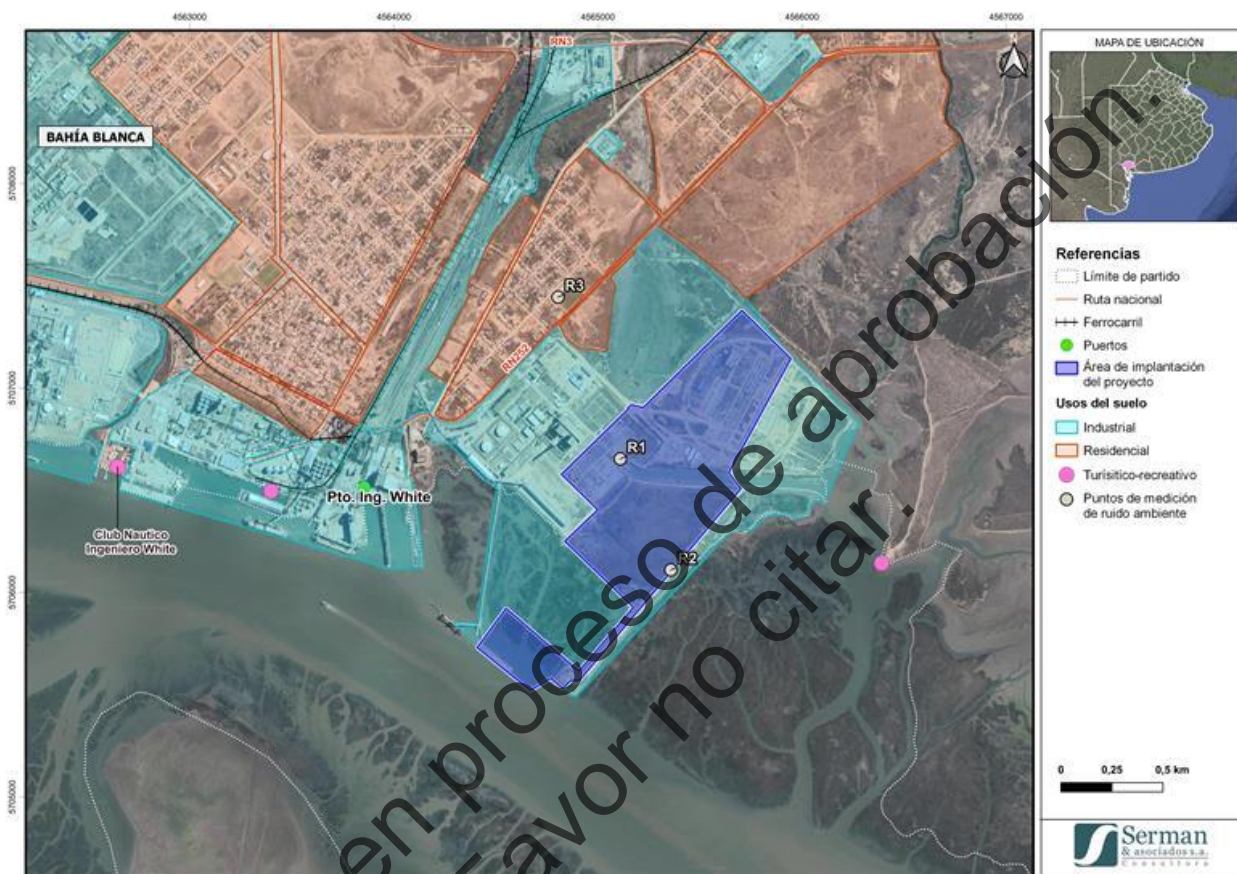 4563000
4564000
4565000
4566000
4567000
RN3
BAHÍA BLANCA
5708000
R3
RN252
5707000
R1
Pto. Ing. White
Club Nautico
Ingeniero White
R2
5706000
5705000
MAPA DE UBICACIÓN
Referencias
Límite de partido
Ruta nacional
Ferrocarril
Puertos
Área de implantación
del proyecto
Usos del suelo
Industrial
Residencial
Turisitico-recreativo
Puntos de medición
de ruido ambiente
0 0,25 0,5 km
Serman
& asociados s.a.
Consultora
en proceso de aprobación.
Favor no citar.